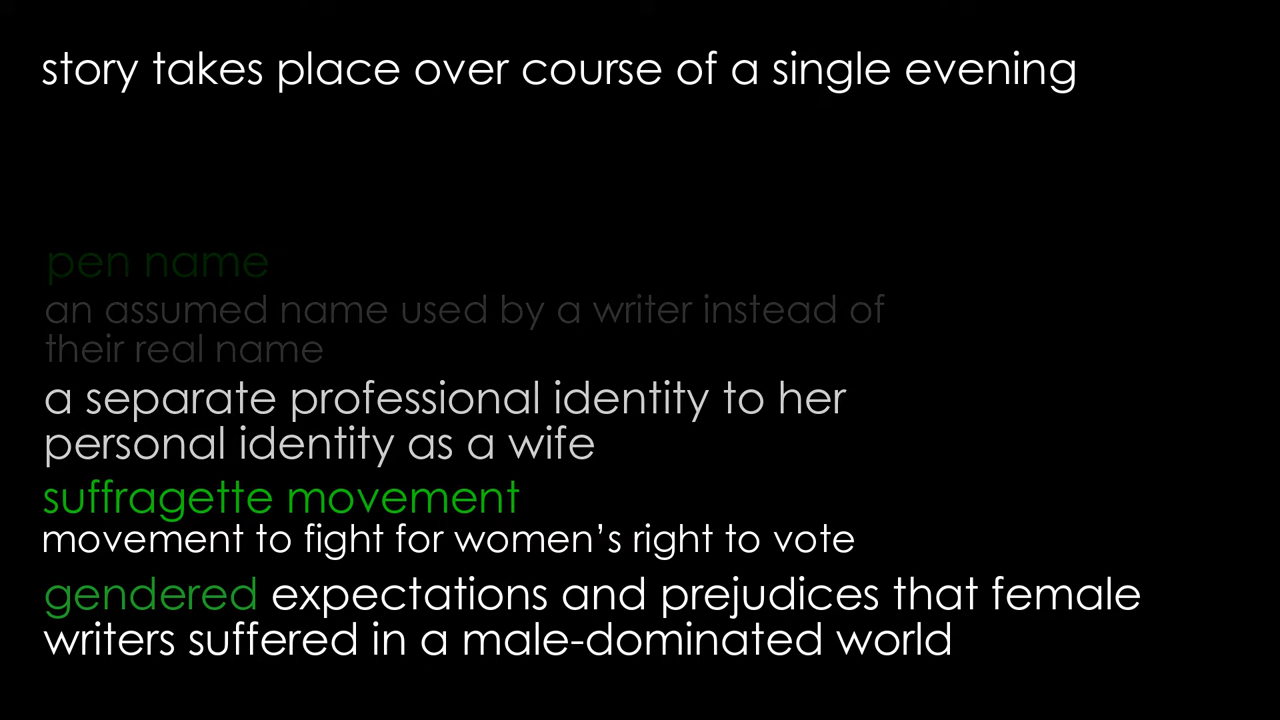 story takes place over course of a single evening
pen name
an assumed name used by a writer instead of
their real name
a separate professional identity to her
personal identity as a wife
suffragette movement
movement to fight for women’s right to vote
gendered expectations and prejudices that female
writers suffered in a male-dominated world